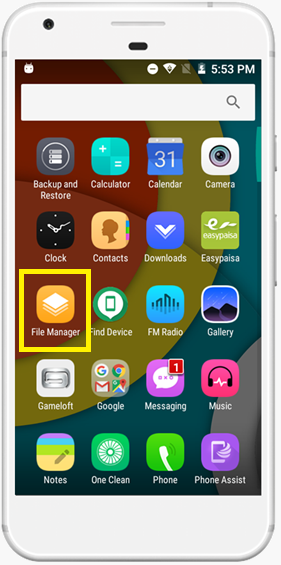 5:53 PM
31
Backup and
Restore
Calculator
Calendar
Camera
easypaisa
Clock
Contacts
Downloads
Easypaisa
File Manager
Find Device
FM Radio
Gallery
1
Gameloft
Google
Messaging
Music
Notes
One Clean
Phone
Phone Assist